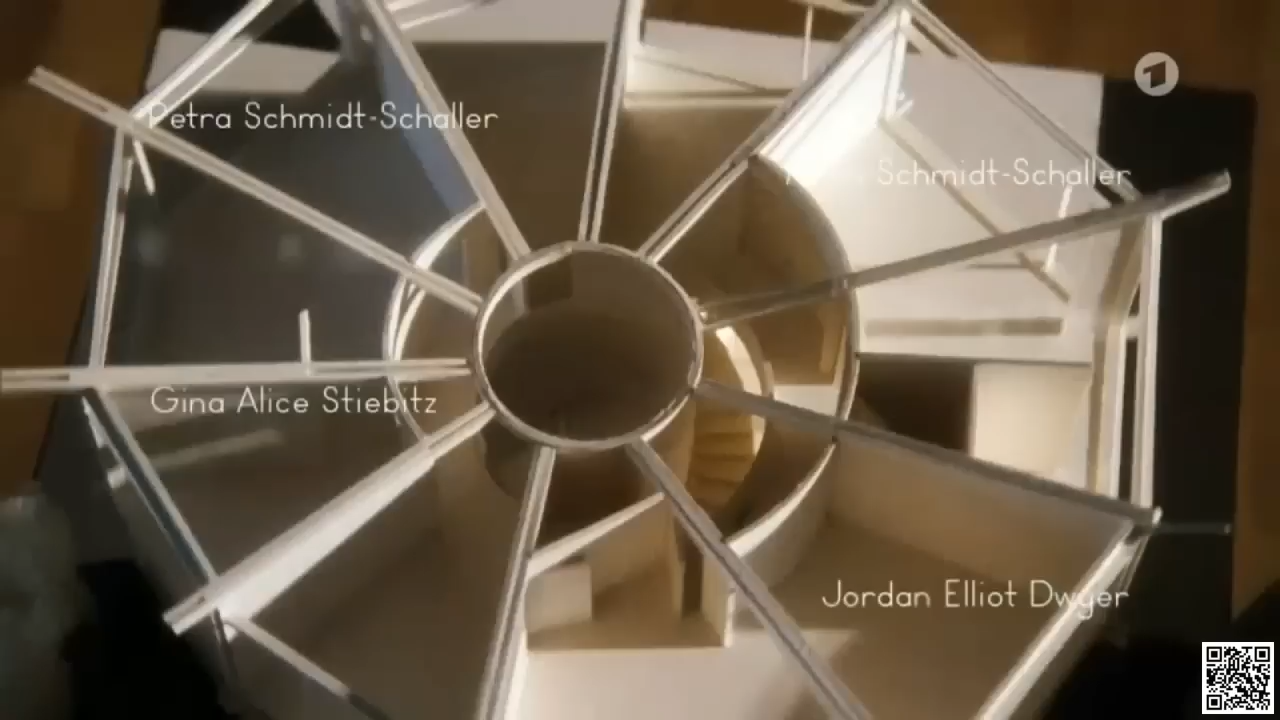 Petra Schmidt-Schaller
Schmidt-Schaller
Gina Alice Stiebitz
Jordan Elliot Dwyer